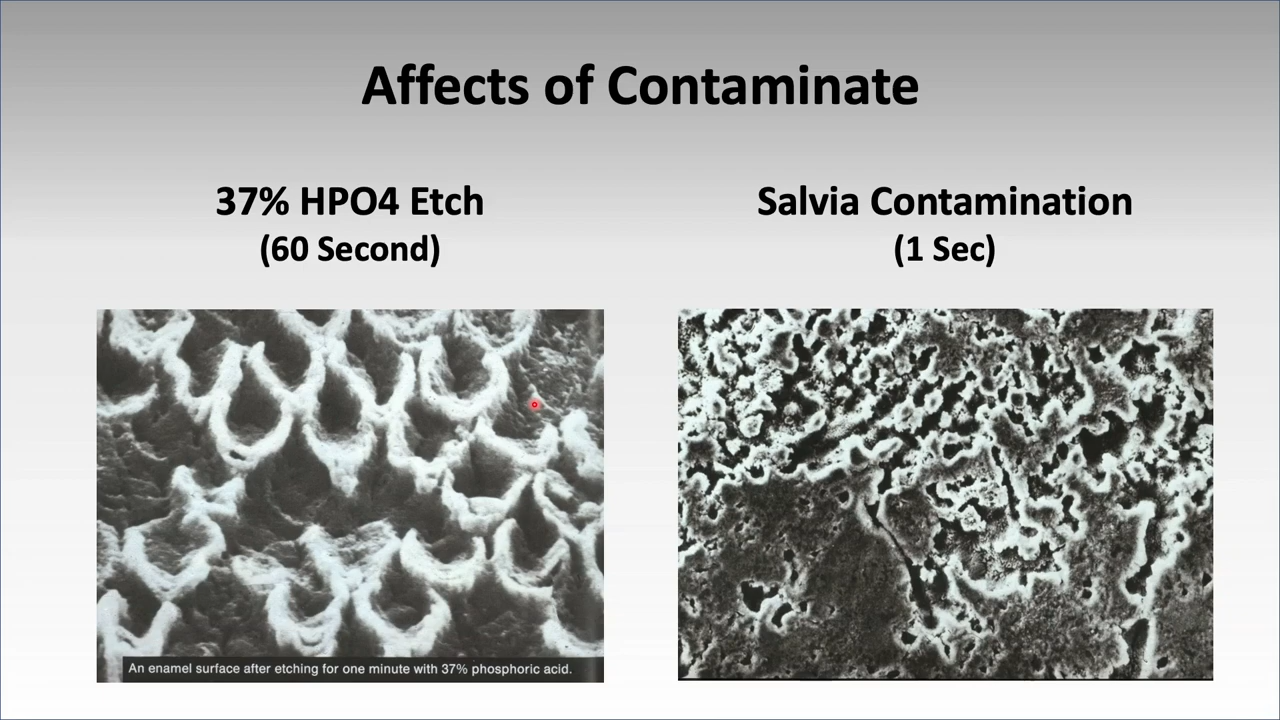 Affects of Contaminate
37% HPO4 Etch
(60 Second)
Salvia Contamination
(1 Sec)
An enamel surface after etching for one minute with 37% phosphoric acid.